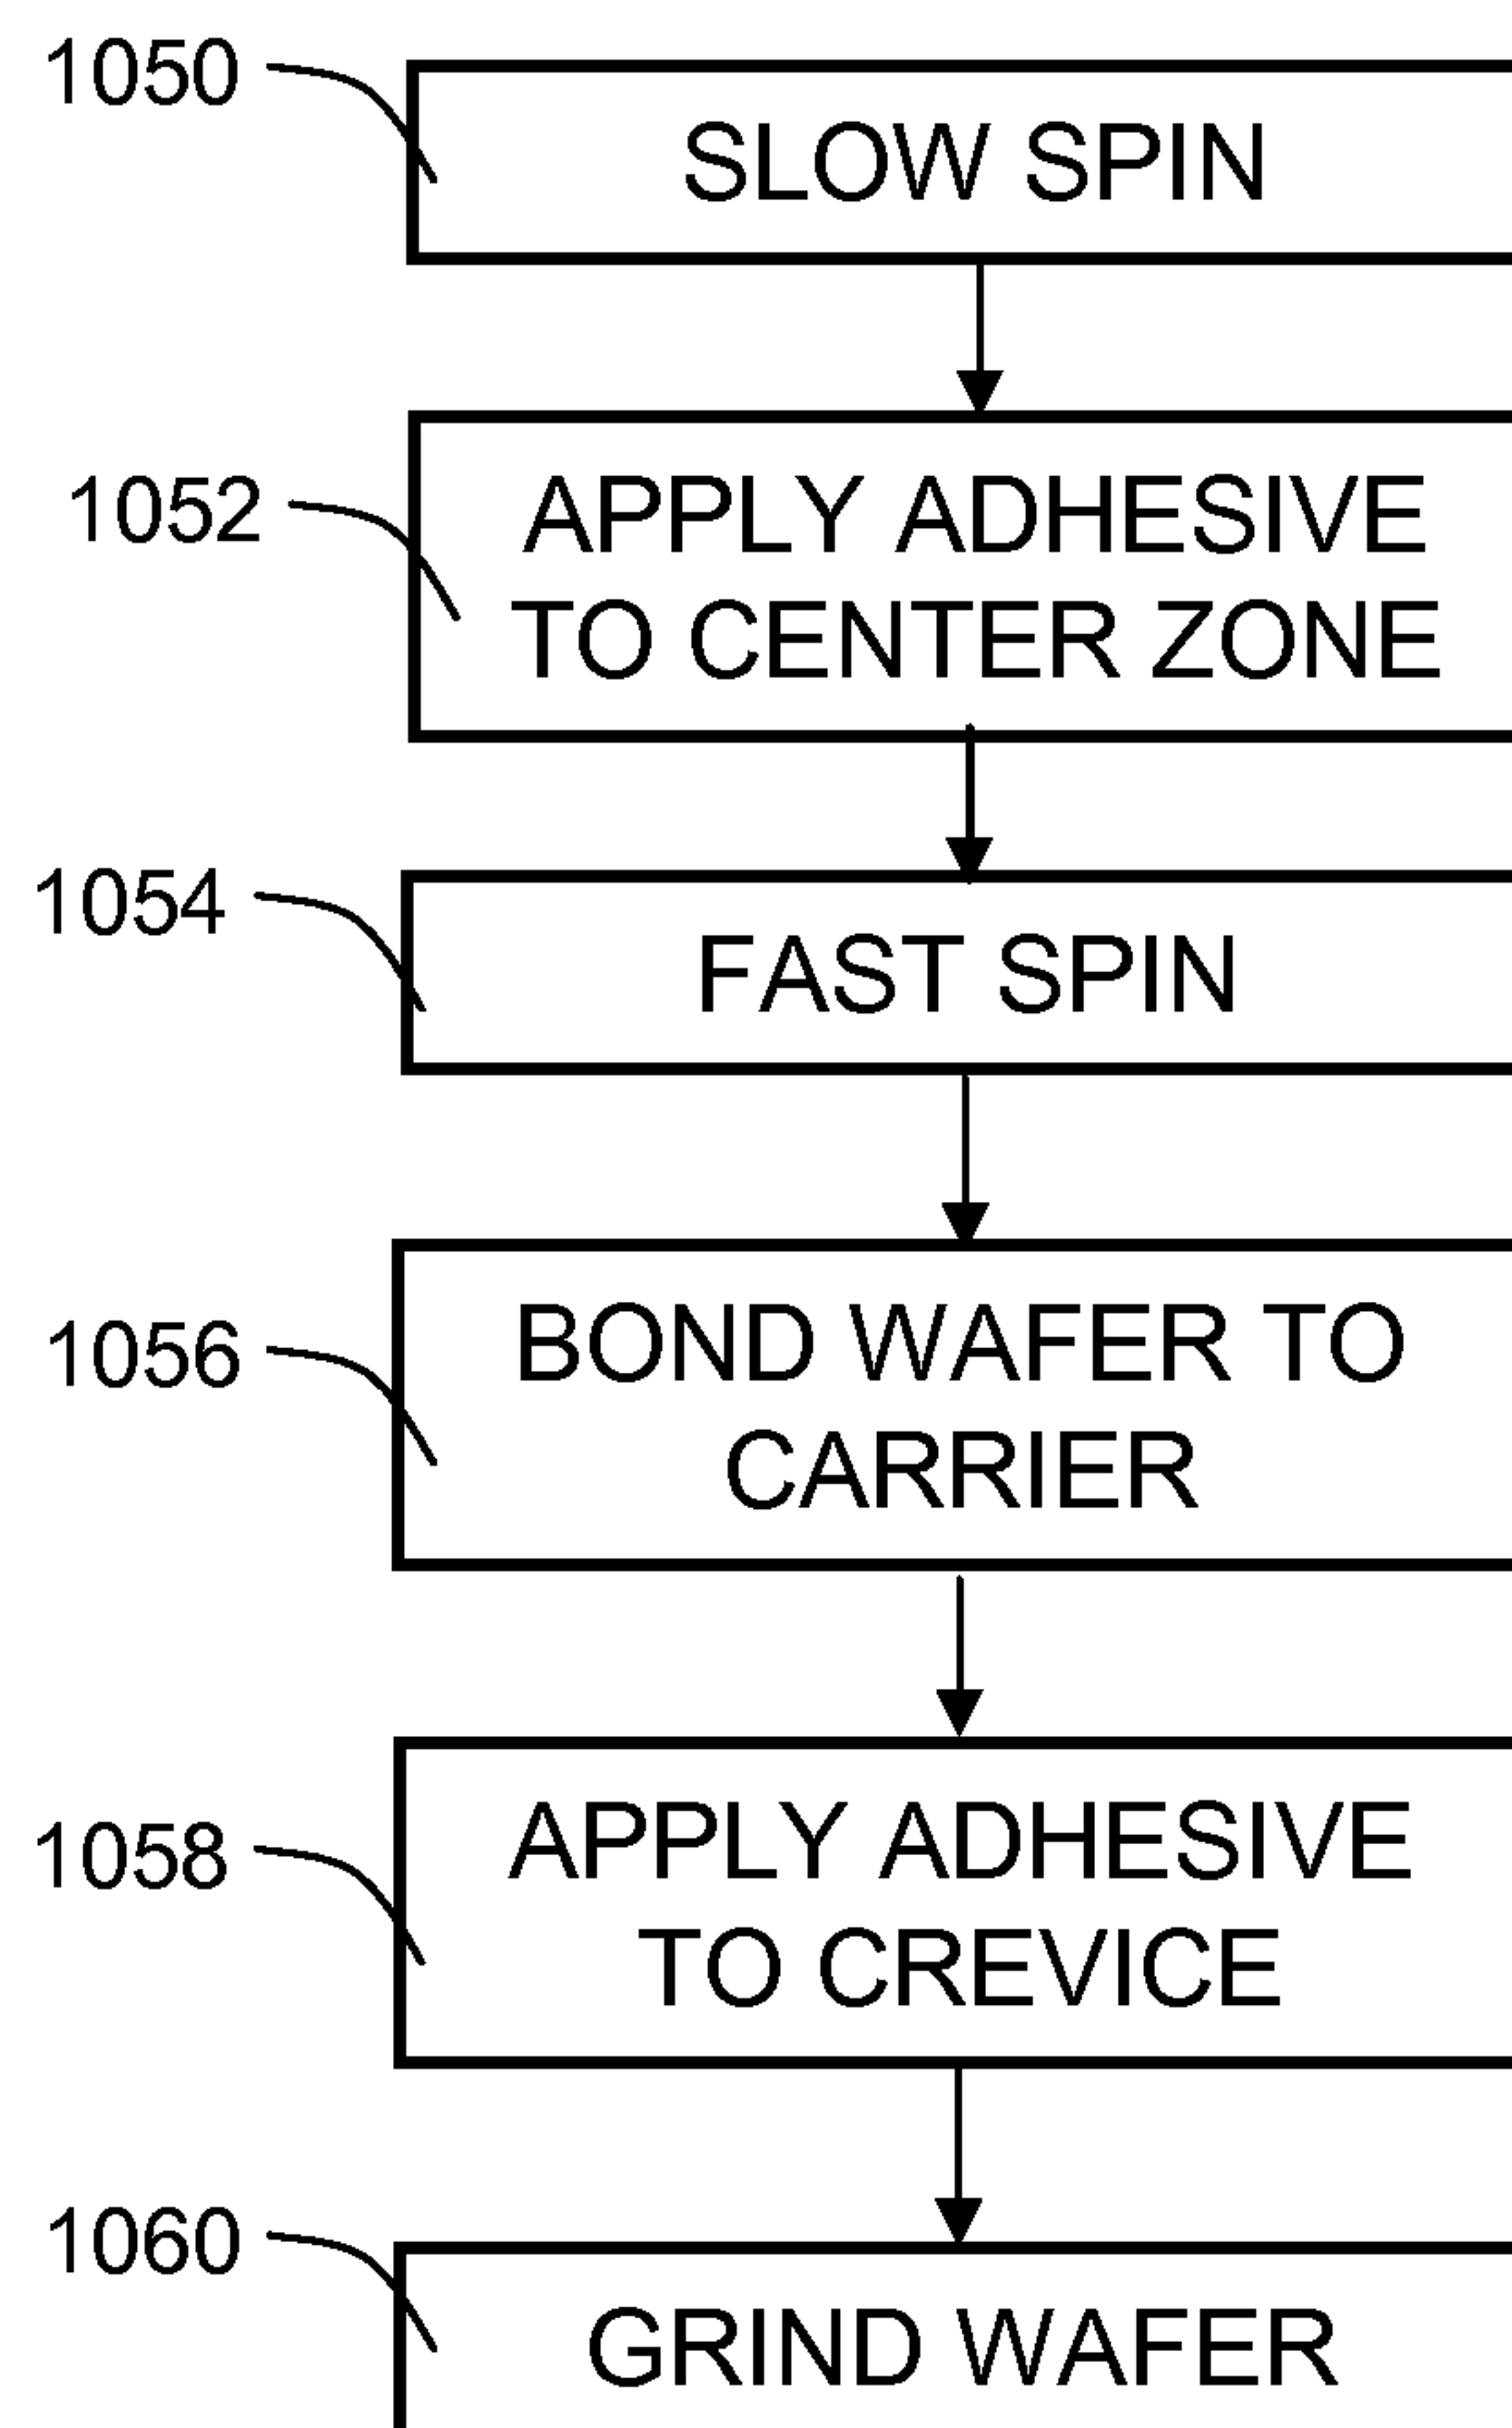 1050
SLOW SPIN
1052
APPLY ADHESIVE
TO CENTER ZONE
1054
FAST SPIN
1056
BOND WAFER TO
CARRIER
1058
APPLY ADHESIVE
TO CREVICE
1060
GRIND WAFER